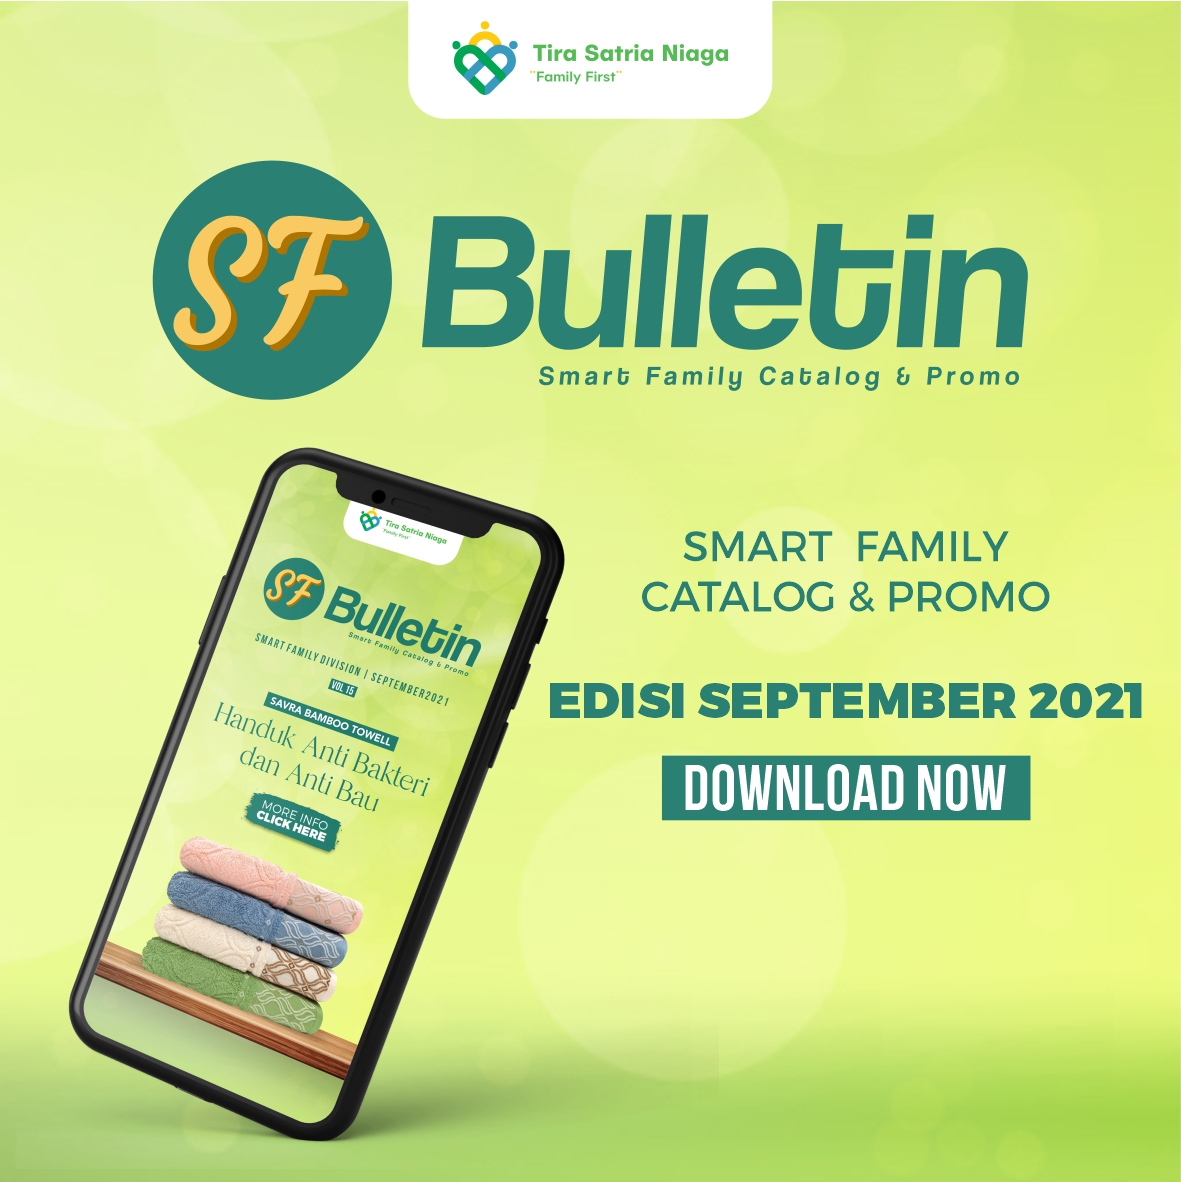 Tira Satria Niaga
"Family First"
SF Bulletin
Smart Family Catalog & Promo
SMART FAMILY
CATALOG & PROMO
EDISI SEPTEMBER 2021
DOWNLOAD NOW
Tira Satria Niaga
"Family First"
SF Bulletin
Smart Family Catalog & Promo
SMART FAMILY DIVISION | SEPTEMBER2021
VOL 15
SAVRA BAMBOO TOWELL
Handuk Anti Bakteri
dan Anti Bau
MORE INFO
CLICK HERE